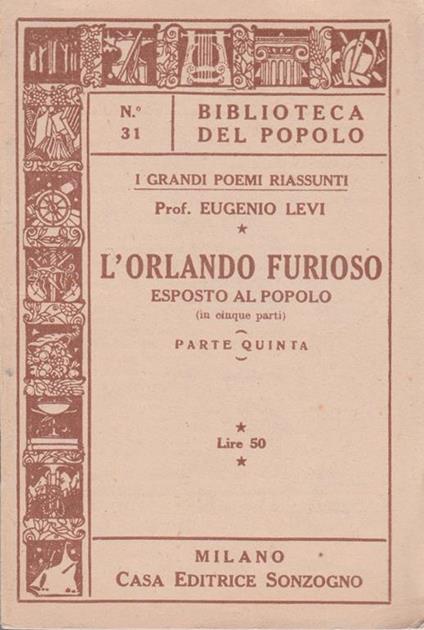 N.º
31
BIBLIOTECA
DEL POPOLO
I GRANDI POEMI RIASSUNTI
Prof. EUGENIO LEVI
★
L'ORLANDO FURIOSO
ESPOSTO AL POPOLO
(in cinque parti)
PARTE QUINTA
★
Lire 50
★
MILANO
CASA EDITRICE SONZOGNO